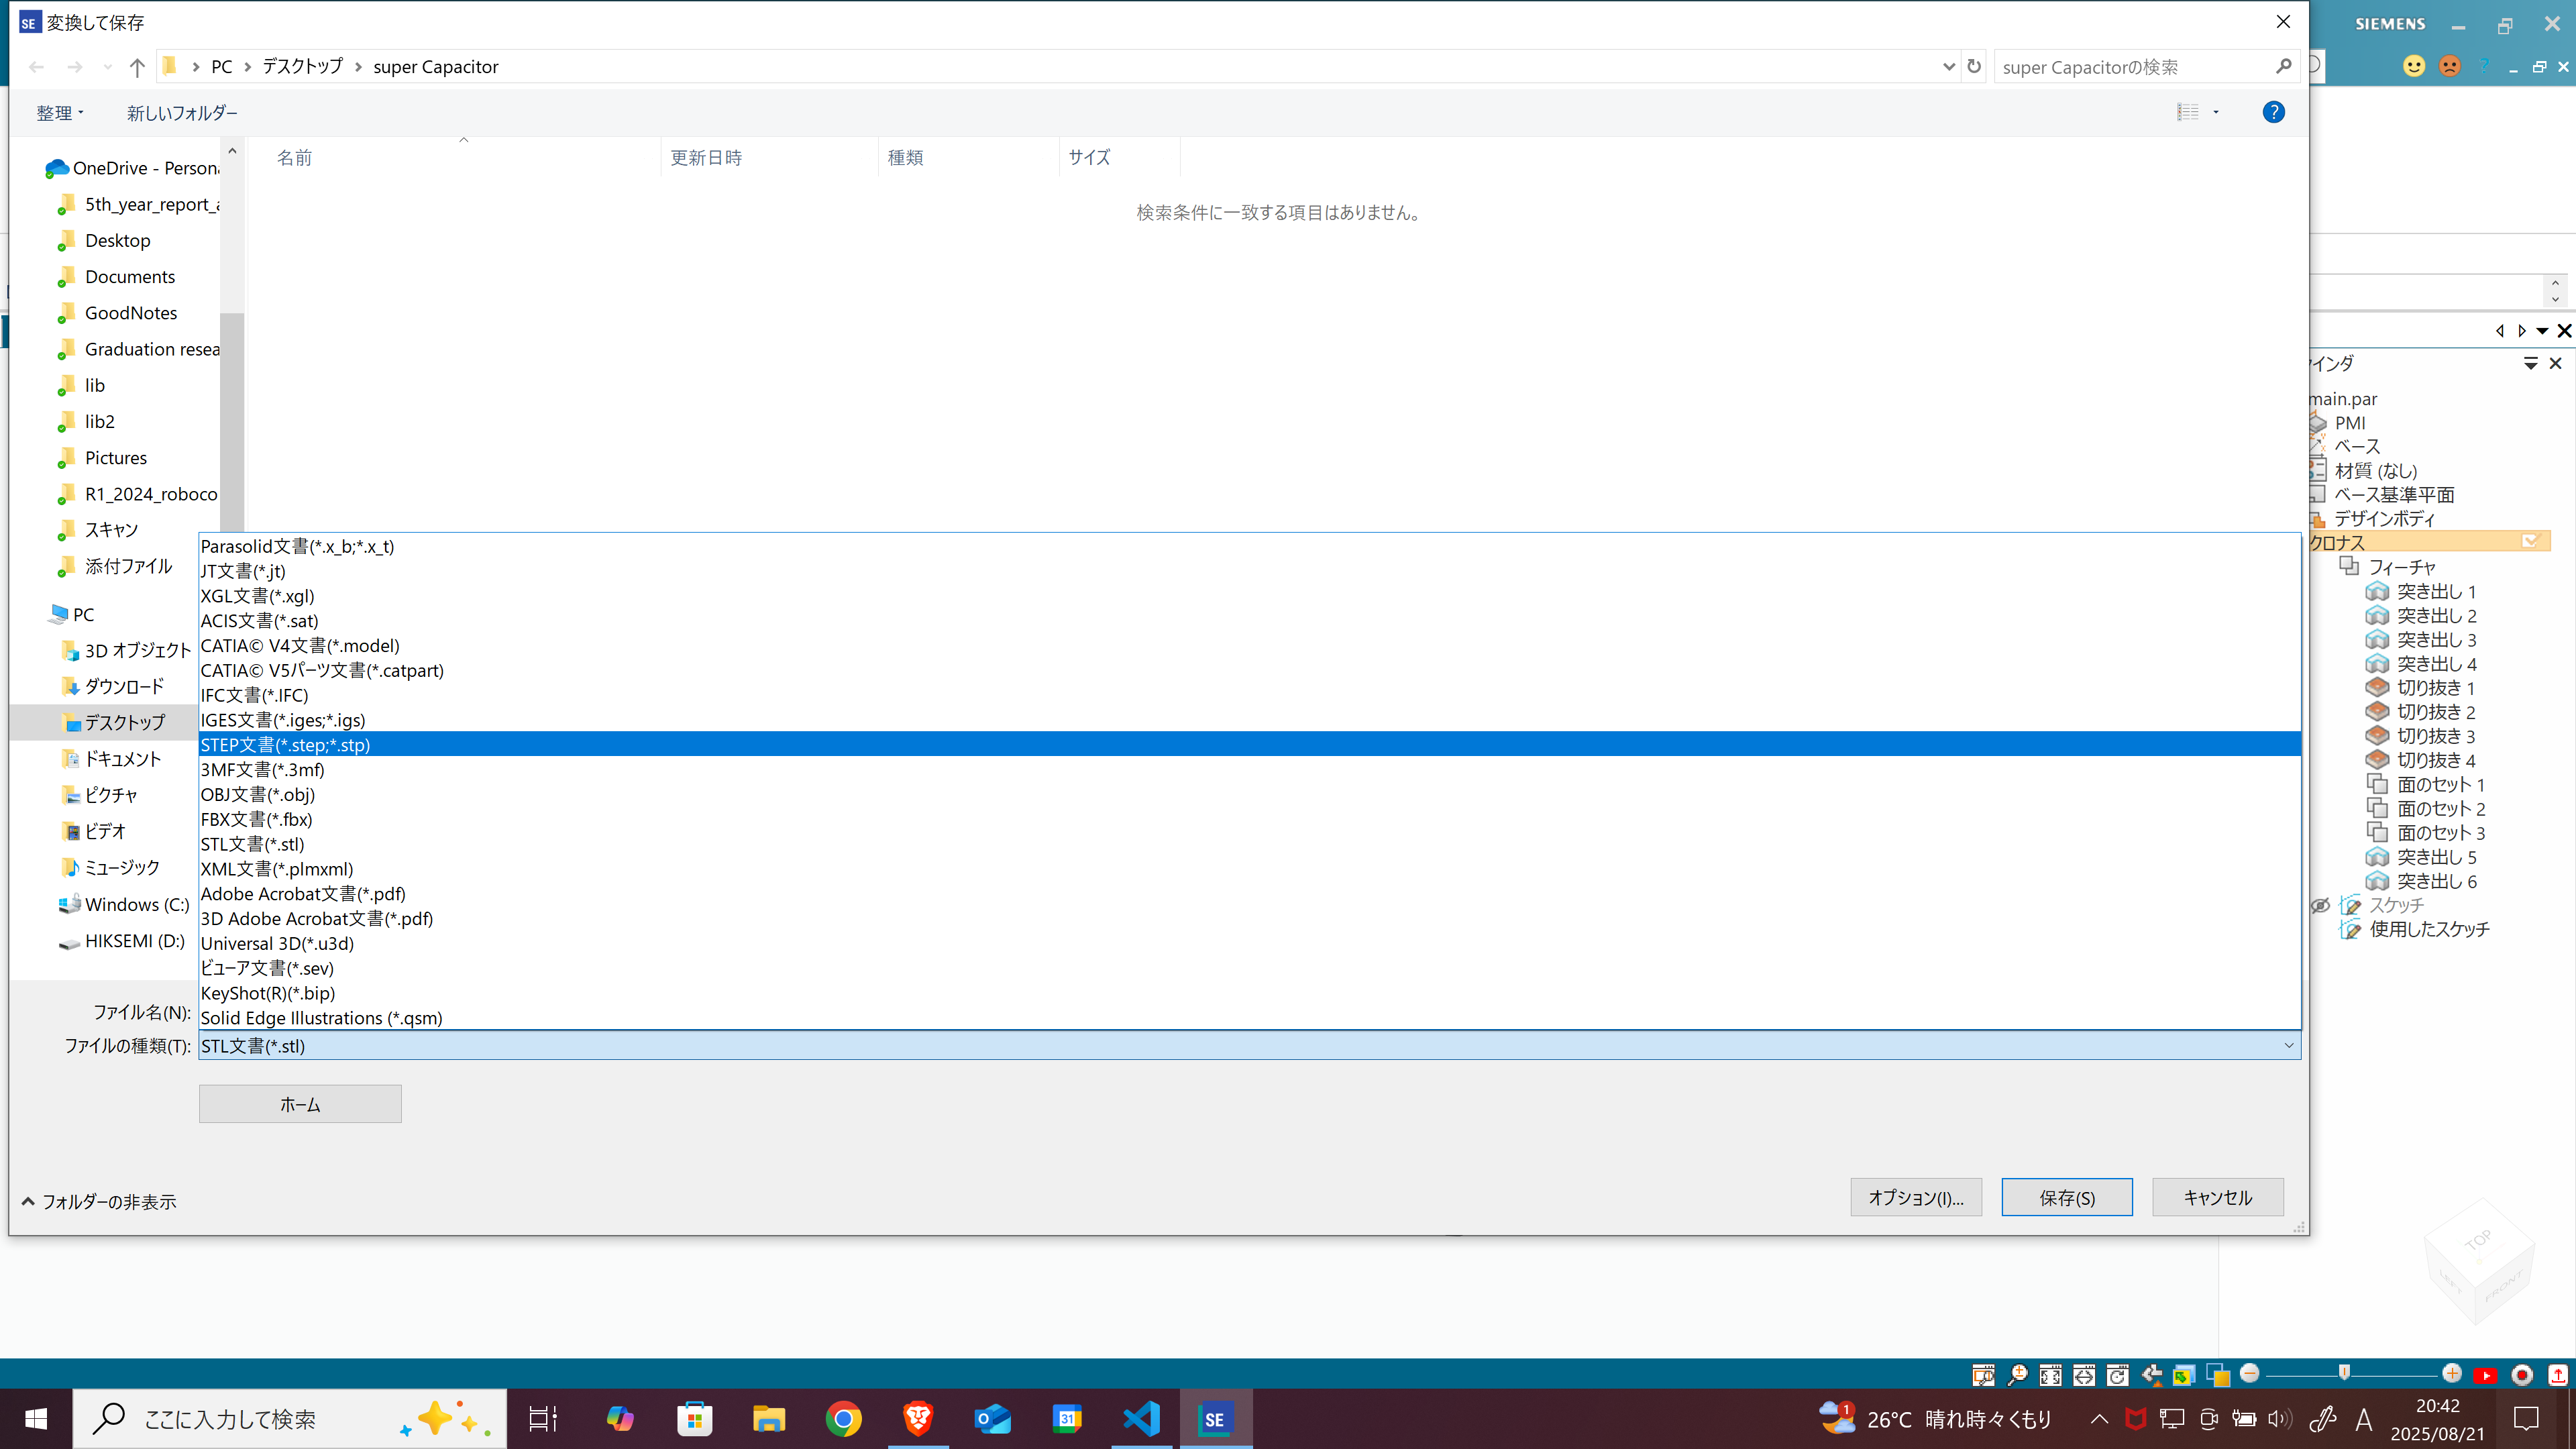 SE 変換して保存
SIEMENS
PC
デスクトップ
super Capacitor
super Capacitorの検索
整理
新しいフォルダー
名前
更新日時
種類
サイズ
検索条件に一致する項目はありません。
OneDrive - Persona
5th_year_report_a
Desktop
Documents
GoodNotes
Graduation resea
lib
lib2
Pictures
R1_2024_roboco
スキャン
添付ファイル
PC
3D オブジェクト
ダウンロード
デスクトップ
ドキュメント
ピクチャ
ビデオ
ミュージック
Windows (C:)
HIKSEMI (D:)
Parasolid文書(*.x_b;*.x_t)
JT文書(*.jt)
XGL文書(*.xgl)
ACIS文書(*.sat)
CATIA© V4文書(*.model)
CATIA© V5パーツ文書(*.catpart)
IFC文書(*.IFC)
IGES文書(*.iges;*.igs)
STEP文書(*.step;*.stp)
3MF文書(*.3mf)
OBJ文書(*.obj)
FBX文書(*.fbx)
STL文書(*.stl)
XML文書(*.plmxml)
Adobe Acrobat文書(*.pdf)
3D Adobe Acrobat文書(*.pdf)
Universal 3D(*.u3d)
ビューア文書(*.sev)
KeyShot(R)(*.bip)
Solid Edge Illustrations (*.qsm)
ファイル名(N):
ファイルの種類(T):
STL文書(*.stl)
ホーム
フォルダーの非表示
オプション(I)...
保存(S)
キャンセル
インダ
main.par
PMI
ベース
材質 (なし)
ベース基準平面
デザインボディ
クロナス
フィーチャ
突き出し 1
突き出し 2
突き出し 3
突き出し 4
切り抜き 1
切り抜き 2
切り抜き 3
切り抜き 4
面のセット 1
面のセット 2
面のセット 3
突き出し 5
突き出し 6
スケッチ
使用したスケッチ
TOP
LEFT
FRONT
ここに入力して検索
31
SE
1
26°C 晴れ時々くもり
A
20:42
2025/08/21